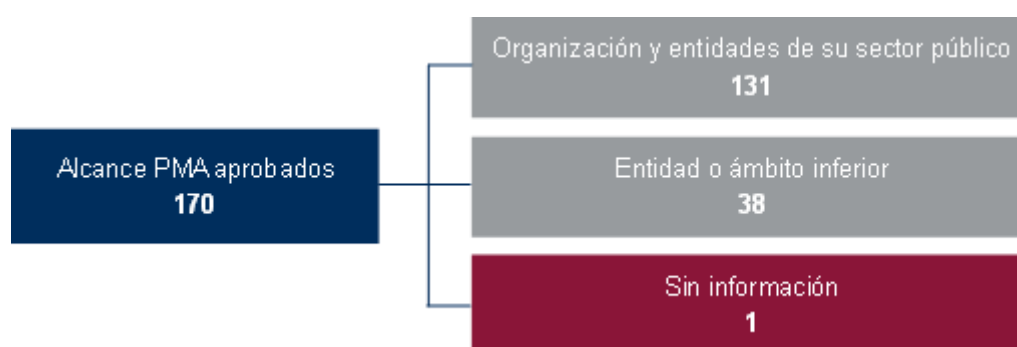 Alcance PMA aprobados
170
Organización y entidades de su sector público
131
Entidad o ámbito inferior
38
Sin información
1